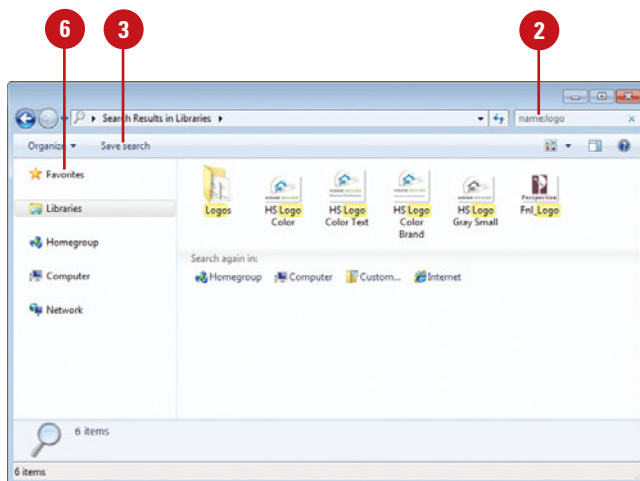 6 3 2
Search Results in Libraries
name:logo
Organize Save search
Favorites
Libraries
Homegroup
Computer
Network
Logos
HS Logo
Color
HS Logo
Color Text
HS Logo
Color
Brand
HS Logo
Gray Small
Perspective
Fnl_Logo
Search again in:
Homegroup Computer Custom... Internet
6 items
6 items